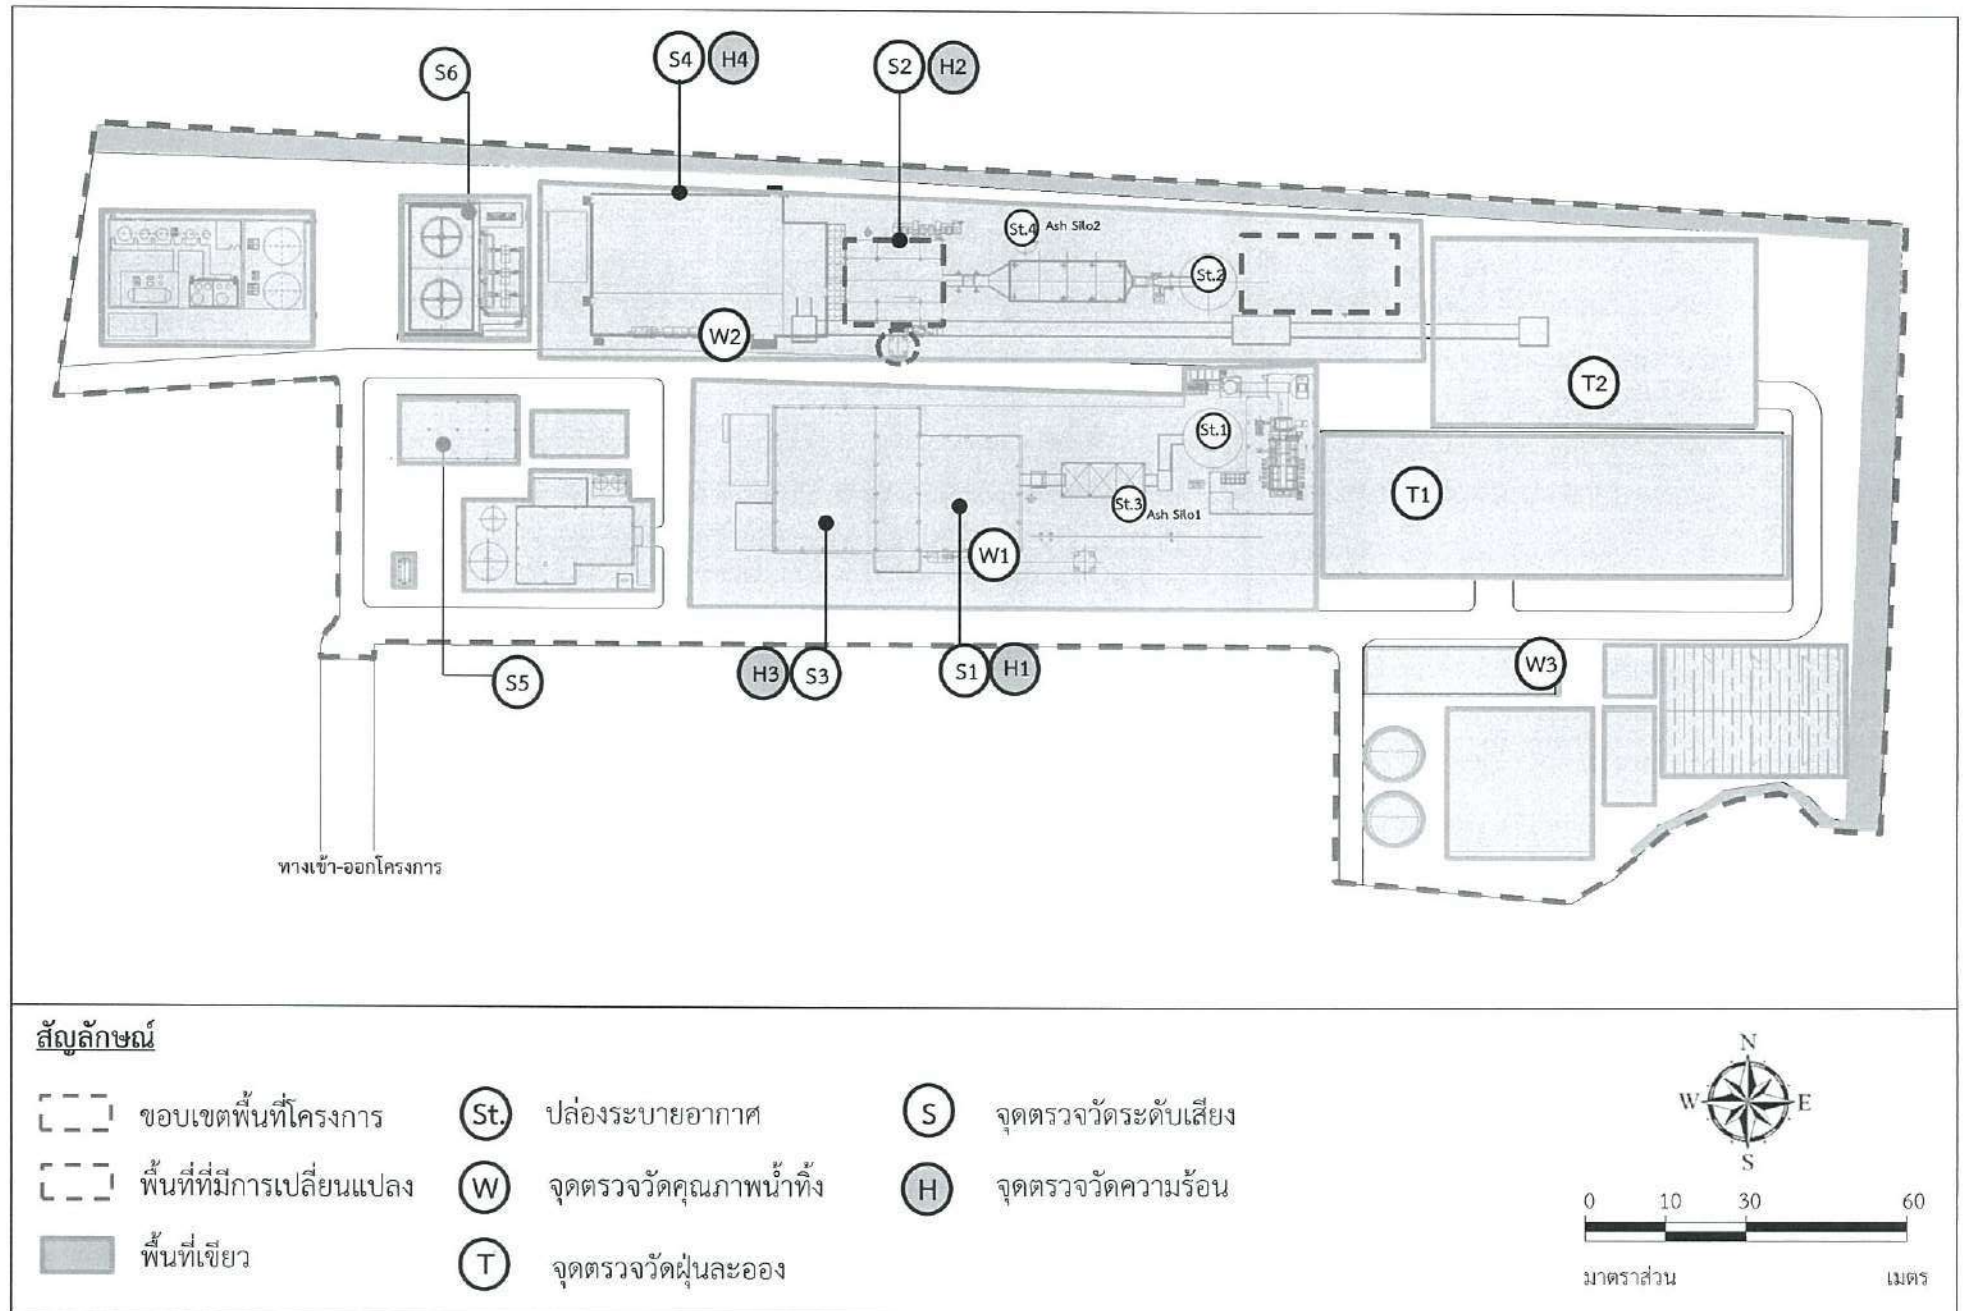 S6
S4 H4
S2 H2
St.4 Ash Silo2
St.2
W2
T2
St.1
T1
St.3 Ash Silo1
W1
W3
S5
H3 S3
S1 H1
ทางเข้า-ออกโครงการ
สัญลักษณ์
ขอบเขตพื้นที่โครงการ
พื้นที่ที่มีการเปลี่ยนแปลง
พื้นที่เขียว
St. ปล่องระบายอากาศ
W จุดตรวจวัดคุณภาพน้ำทิ้ง
T จุดตรวจวัดฝุ่นละออง
S จุดตรวจวัดระดับเสียง
H จุดตรวจวัดความร้อน
N
W E
S
0 10 30 60
มาตราส่วน เมตร